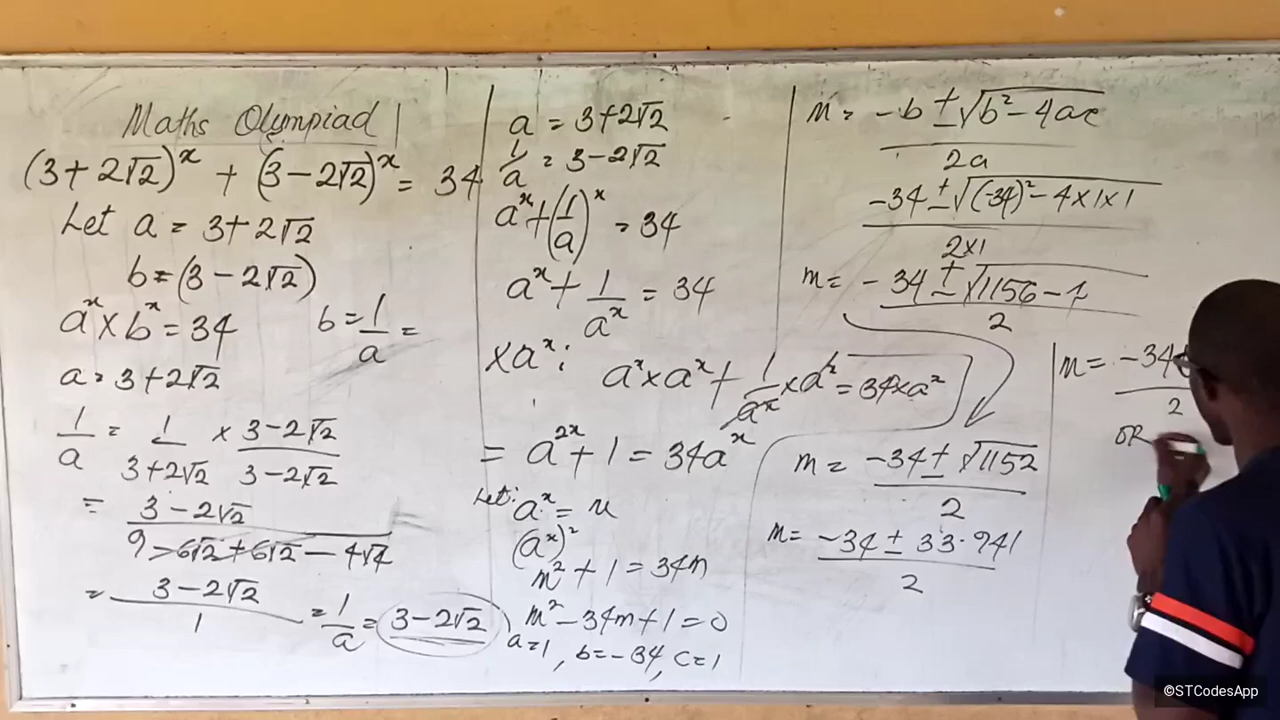 Maths Olympiad
(3+2√2)^x + (3-2√2)^x = 34
Let a = 3+2√2
b = (3-2√2)
a^x × b^x = 34
b = 1/a =
a = 3+2√2
1/a = 1/(3+2√2) × (3-2√2)/(3-2√2)
= (3-2√2)/(9-6√2+6√2-4√4)
= (3-2√2)/1 = 1/a = 3-2√2
a = 3+2√2
1/a = 3-2√2
a^x + (1/a)^x = 34
a^x + 1/a^x = 34
×a^x: a^x × a^x + 1/a^x × a^x = 34×a^x
= a^2x + 1 = 34a^x
Let: a^x = m
(a^x)^2
m^2 + 1 = 34m
m^2 - 34m + 1 = 0
a=1, b=-34, c=1
m = (-b ± √(b^2-4ac))/2a
(-34 ± √((-34)^2-4×1×1))/(2×1)
m = (-34 ± √(1156-4))/2
m = (-34 ± √1152)/2
m = (-34 ± 33.941)/2
m = -34
2
OR
©STCodesApp